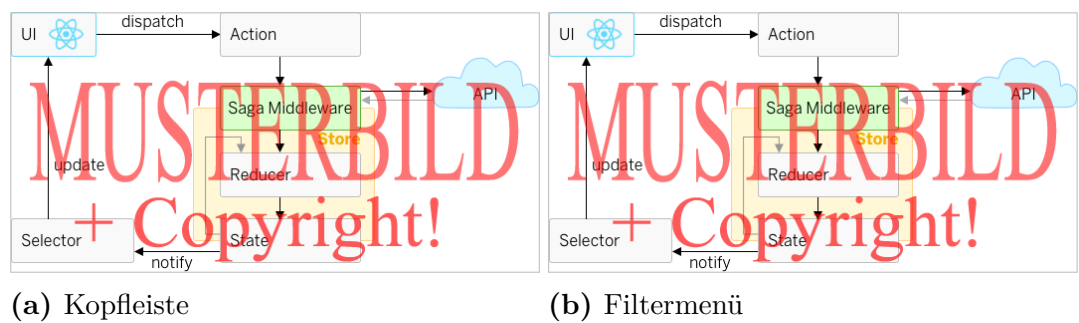 dispatch
UI
Action
API
Saga Middleware
Store
update
Reducer
Selector
State
notify
MUSTERBILD
+ Copyright!
(a) Kopfleiste
dispatch
UI
Action
API
Saga Middleware
Store
update
Reducer
Selector
State
notify
MUSTERBILD
+ Copyright!
(b) Filtermenü